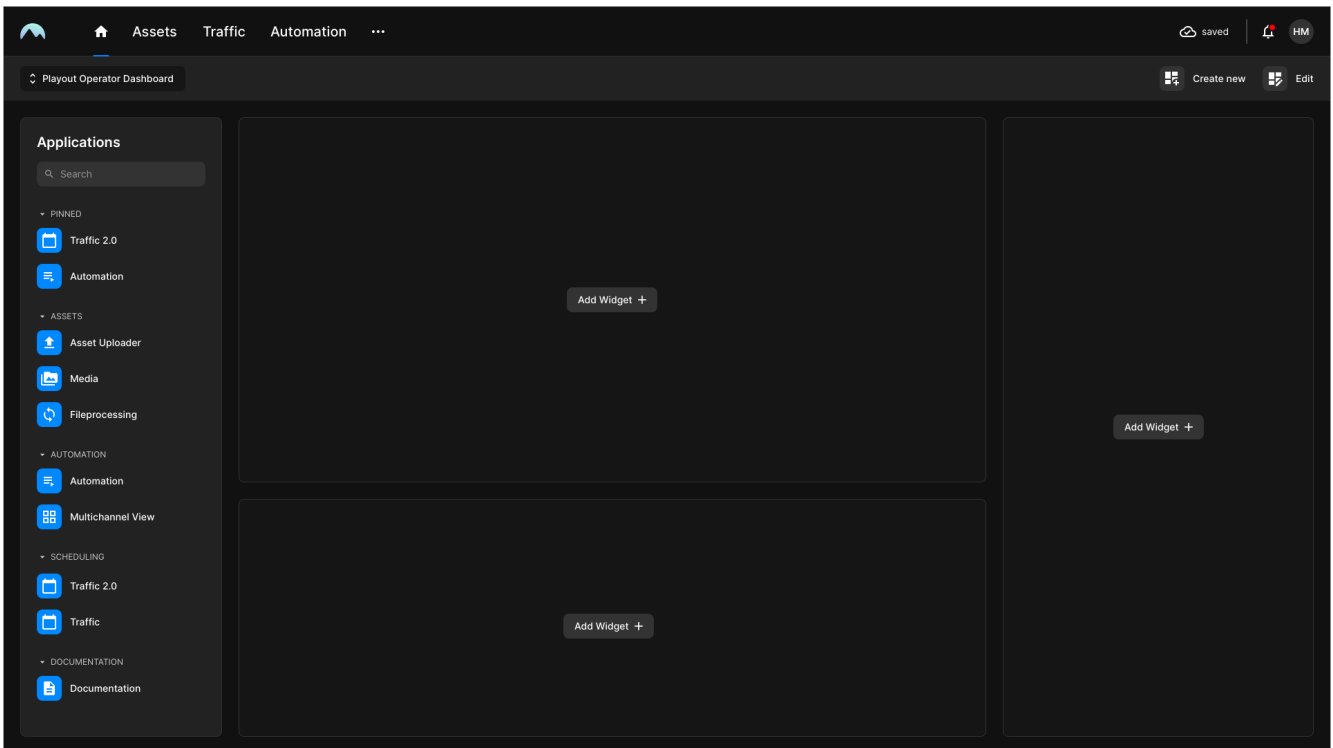 Assets Traffic Automation
saved
HM
Playout Operator Dashboard
Create new
Edit
Applications
Search
PINNED
Traffic 2.0
Automation
ASSETS
Asset Uploader
Media
Fileprocessing
AUTOMATION
Automation
Multichannel View
SCHEDULING
Traffic 2.0
Traffic
DOCUMENTATION
Documentation
Add Widget +
Add Widget +
Add Widget +